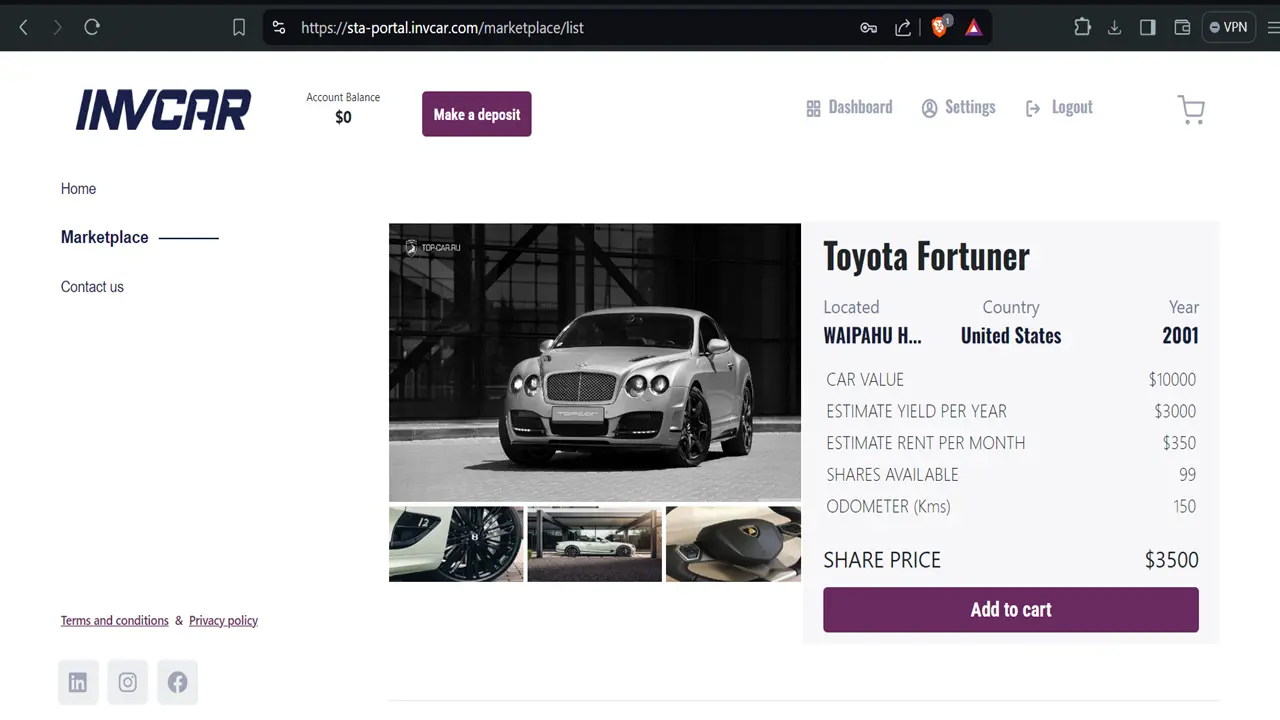 https://sta-portal.invcar.com/marketplace/list
1
VPN
INVCAR
Account Balance
$0
Make a deposit
Dashboard
Settings
Logout
Home
Marketplace
Contact us
TOP-CAR.RU
TOPCAR
Toyota Fortuner
Located Country Year
WAIPAHU H... United States 2001
CAR VALUE $10000
ESTIMATE YIELD PER YEAR $3000
ESTIMATE RENT PER MONTH $350
SHARES AVAILABLE 99
ODOMETER (Kms) 150
SHARE PRICE $3500
Add to cart
Terms and conditions & Privacy policy